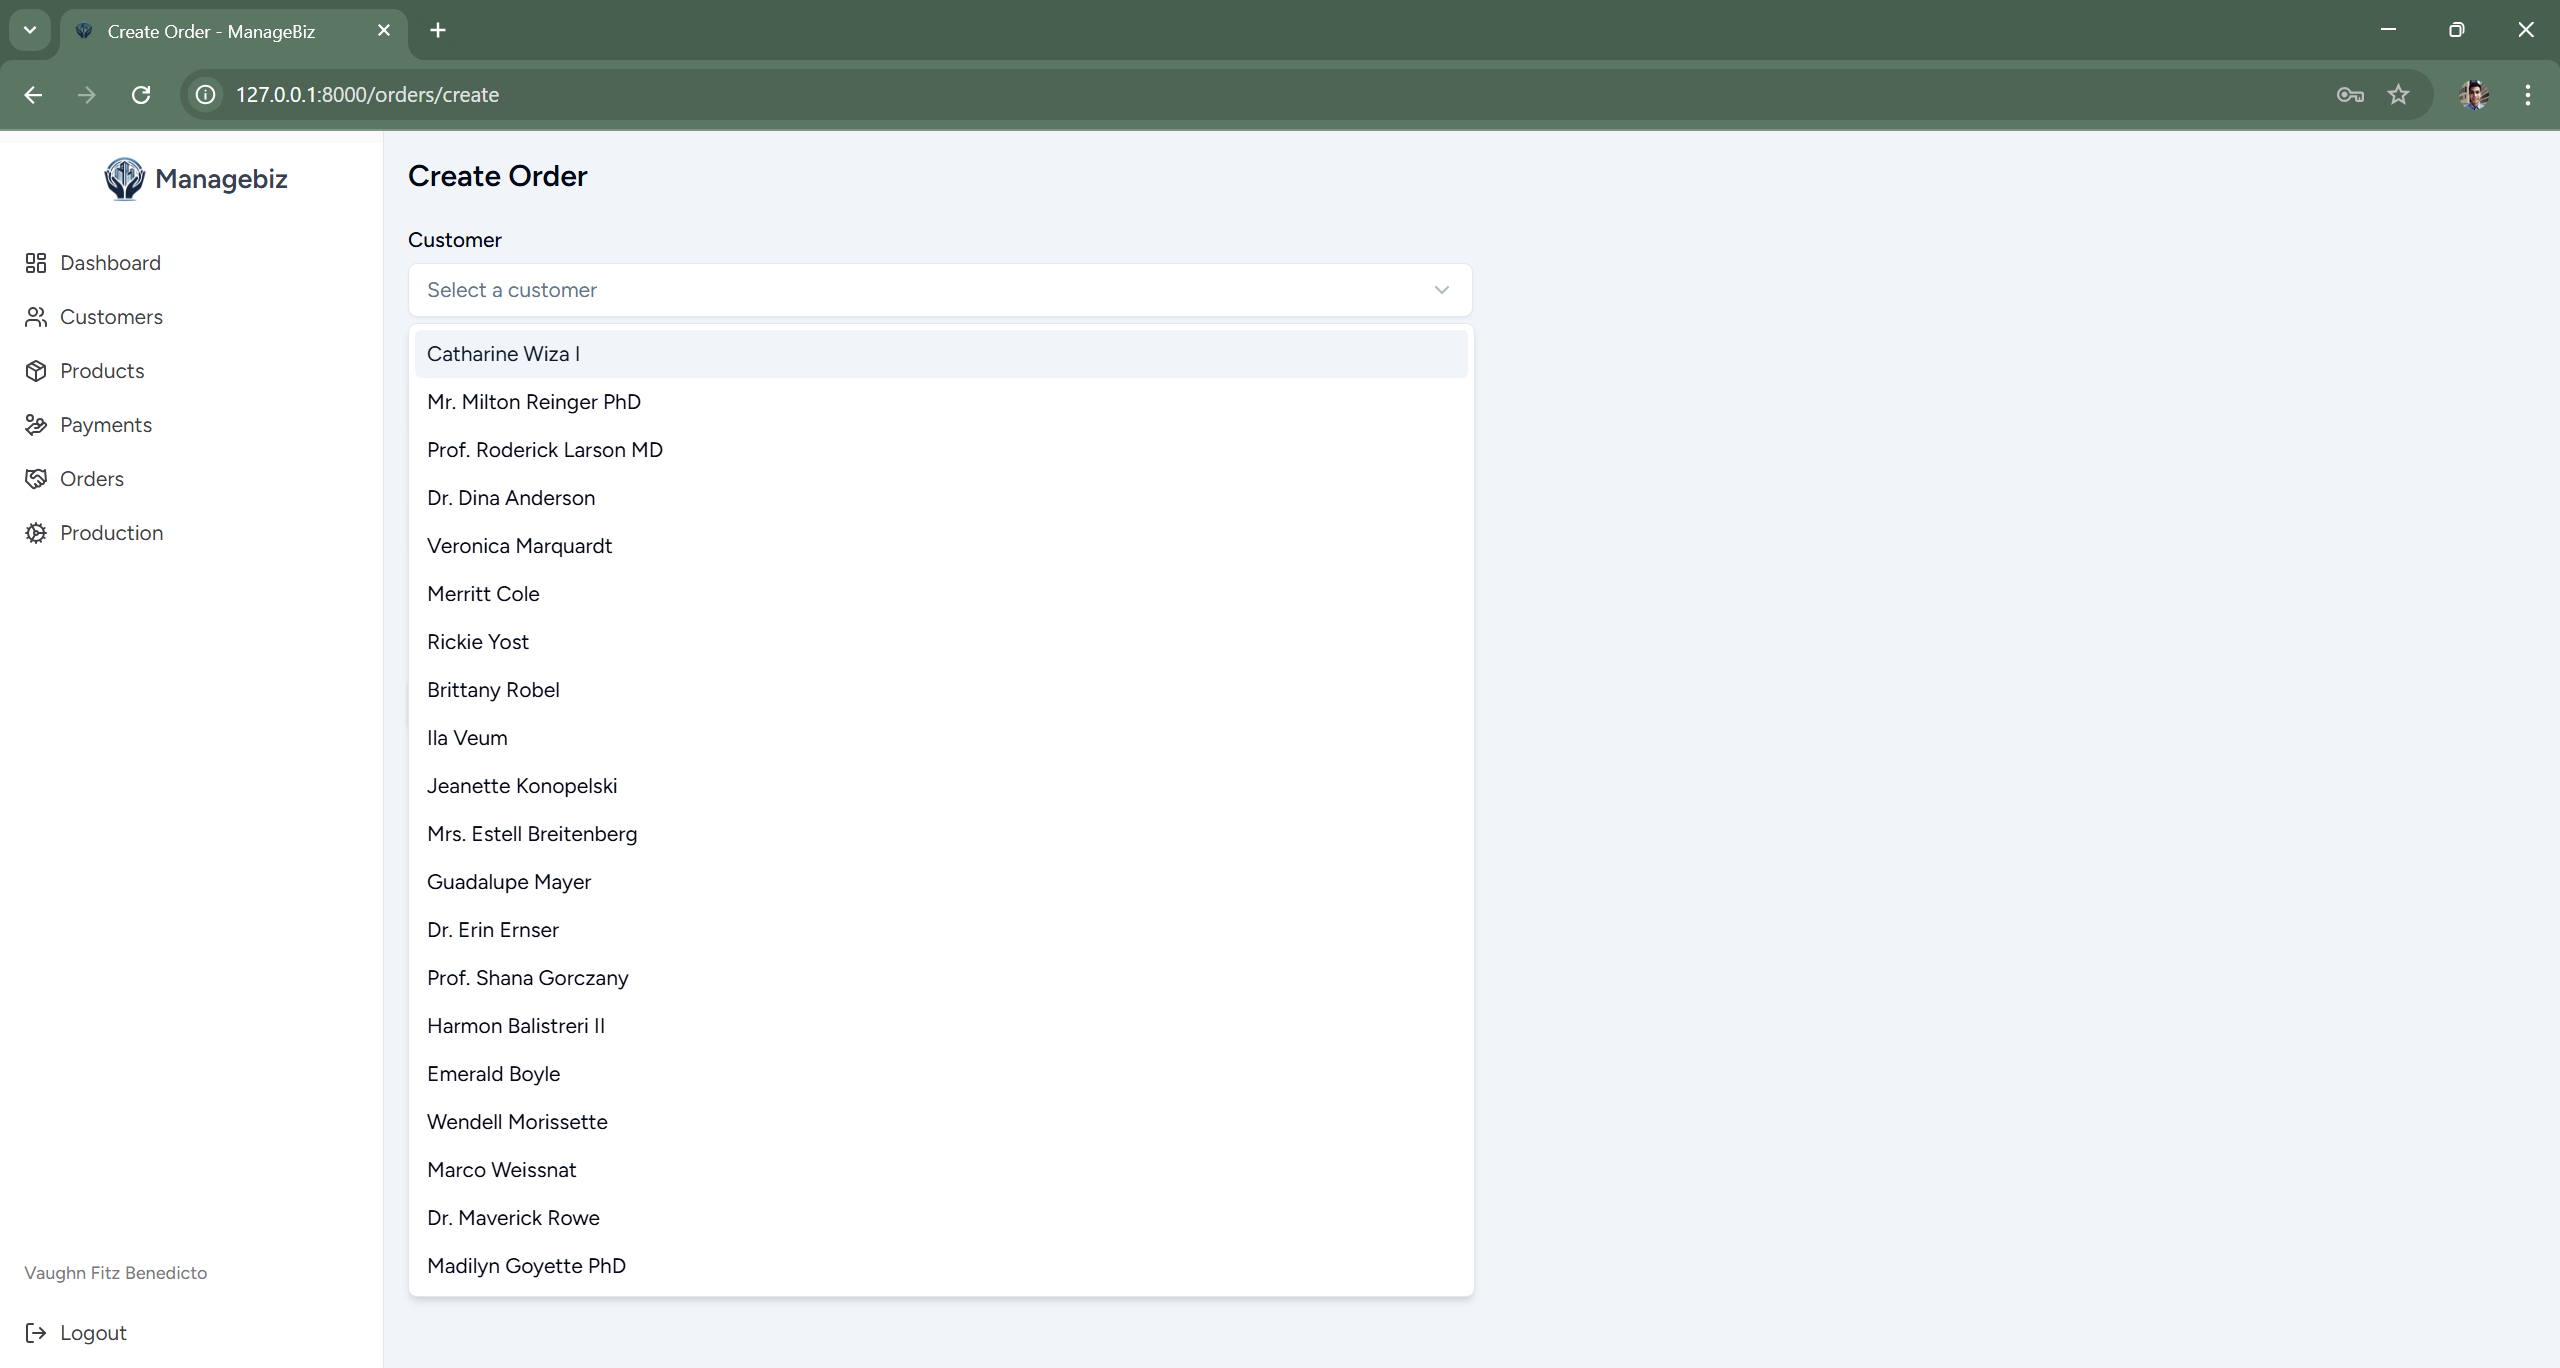 Create Order - ManageBiz
127.0.0.1:8000/orders/create
Managebiz
Dashboard
Customers
Products
Payments
Orders
Production
Vaughn Fitz Benedicto
Logout
Create Order
Customer
Select a customer
Catharine Wiza I
Mr. Milton Reinger PhD
Prof. Roderick Larson MD
Dr. Dina Anderson
Veronica Marquardt
Merritt Cole
Rickie Yost
Brittany Robel
Ila Veum
Jeanette Konopelski
Mrs. Estell Breitenberg
Guadalupe Mayer
Dr. Erin Ernser
Prof. Shana Gorczany
Harmon Balistreri II
Emerald Boyle
Wendell Morissette
Marco Weissnat
Dr. Maverick Rowe
Madilyn Goyette PhD